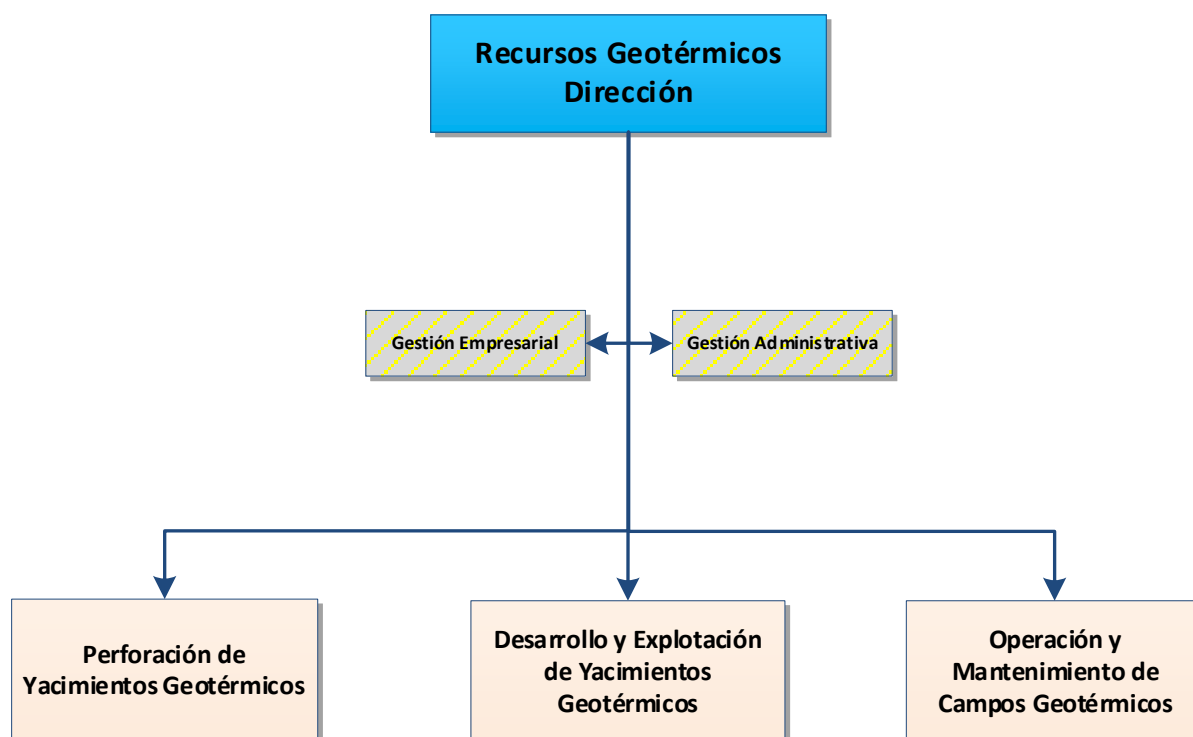 Recursos Geotérmicos
Dirección
Gestión Empresarial
Gestión Administrativa
Perforación de
Yacimientos Geotérmicos
Desarrollo y Explotación
de Yacimientos
Geotérmicos
Operación y
Mantenimiento de
Campos Geotérmicos